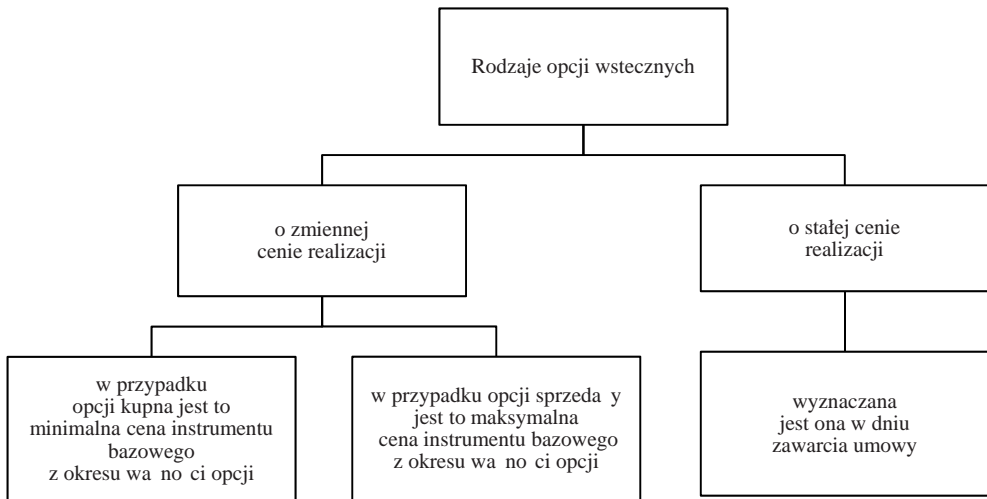 Rodzaje opcji wstecznych
o zmiennej
cenie realizacji
o stałej cenie
realizacji
w przypadku
opcji kupna jest to
minimalna cena instrumentu
bazowego
z okresu wa no ci opcji
w przypadku opcji sprzeda y
jest to maksymalna
cena instrumentu bazowego
z okresu wa no ci opcji
wyznaczana
jest ona w dniu
zawarcia umowy